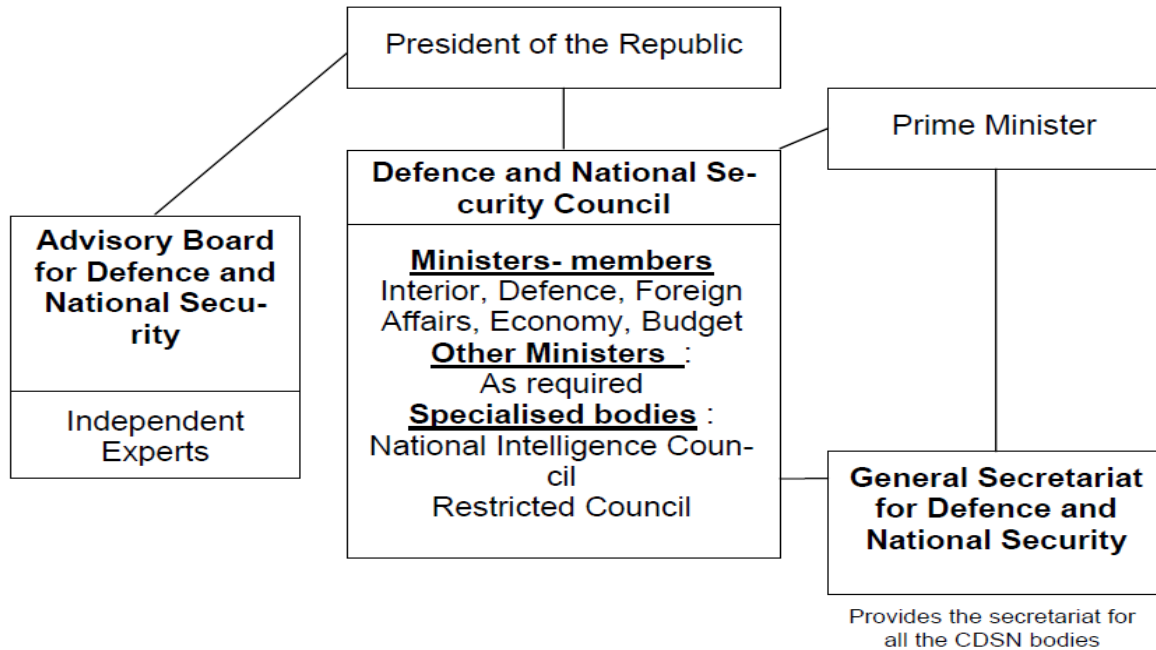 President of the Republic
Prime Minister
Defence and National Se-
curity Council
Ministers- members
Interior, Defence, Foreign
Affairs, Economy, Budget
Other Ministers :
As required
Specialised bodies :
National Intelligence Coun-
cil
Restricted Council
Advisory Board
for Defence and
National Secu-
rity
Independent
Experts
General Secretariat
for Defence and
National Security
Provides the secretariat for
all the CDSN bodies